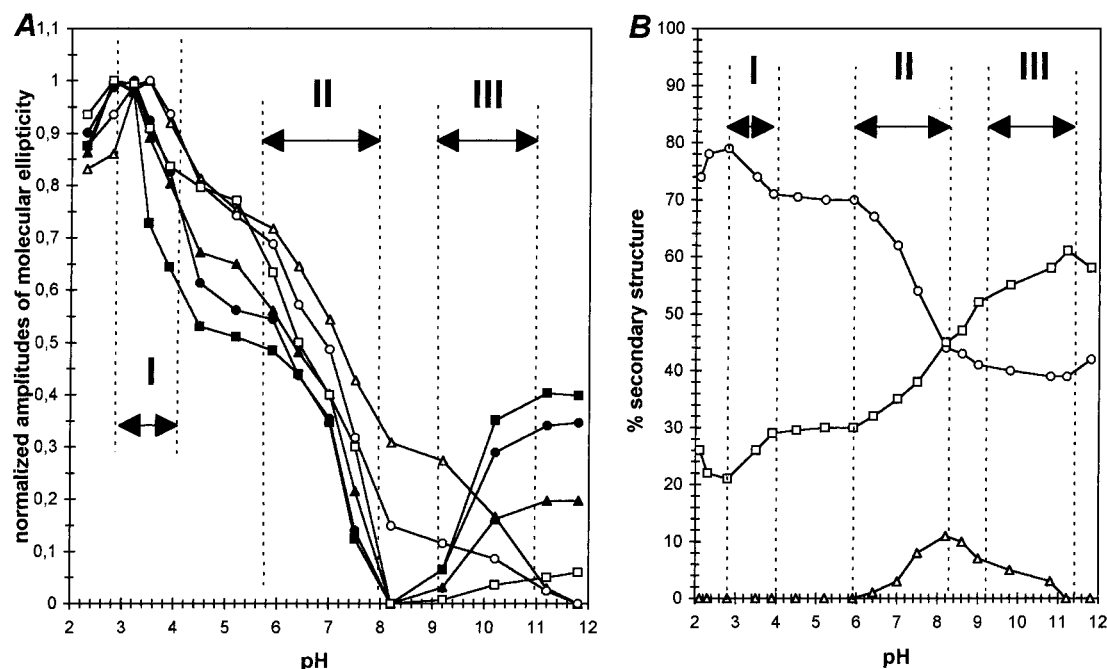 A
B
normalized amplitudes of molecular ellipticity
1,1
1
0,9
0,8
0,7
0,6
0,5
0,4
0,3
0,2
0,1
0
I
II
III
2 3 4 5 6 7 8 9 10 11 12
pH
% secondary structure
100
90
80
70
60
50
40
30
20
10
0
I
II
III
2 3 4 5 6 7 8 9 10 11 12
pH